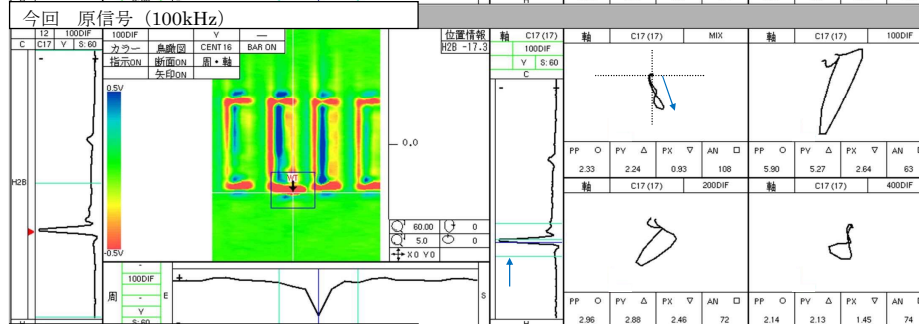 今回 原信号（100kHz）
12 100DIF
C C17 Y S:60
H2B
100DIF Y —
カラー 鳥瞰図 CENT 16 BAR ON
指示ON 断面ON 周・軸
矢印ON
0.5V
-0.5V
WT
位置情報
H2B -17.3
0.0
60.00 0
5.0 0
X0 Y0
周
-
100DIF
-
Y
S:60
E
S
軸 C17 (17)
100DIF
Y S:60
C
H
軸 C17 (17) MIX
PP PY PX AN
2.33 2.24 0.93 108
軸 C17 (17) 100DIF
PP PY PX AN
5.90 5.27 2.64 63
軸 C17 (17) 200DIF
PP PY PX AN
2.96 2.88 2.46 72
軸 C17 (17) 400DIF
PP PY PX AN
2.14 2.13 1.45 74